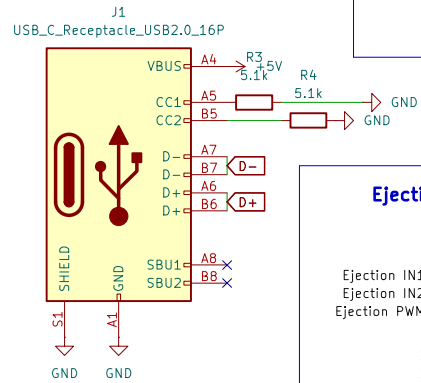 J1
USB_C_Receptacle_USB2.0_16P
VBUS
A4
R3
+5V
5.1k
R4
5.1k
CC1
A5
GND
CC2
B5
GND
D-
A7
D-
B7
D-
D+
A6
D+
B6
D+
Ejecti
SHIELD
GND
SBU1
A8
SBU2
B8
Ejection IN1
Ejection IN2
Ejection PWM
S1
A1
GND
GND